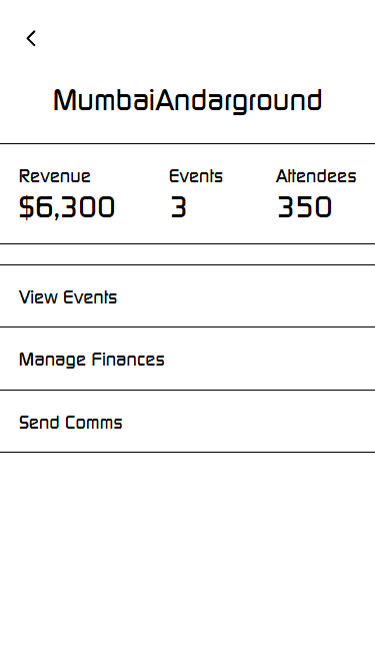 MumbaiAndarground
Revenue Events Attendees
$6,300 3 350
View Events
Manage Finances
Send Comms